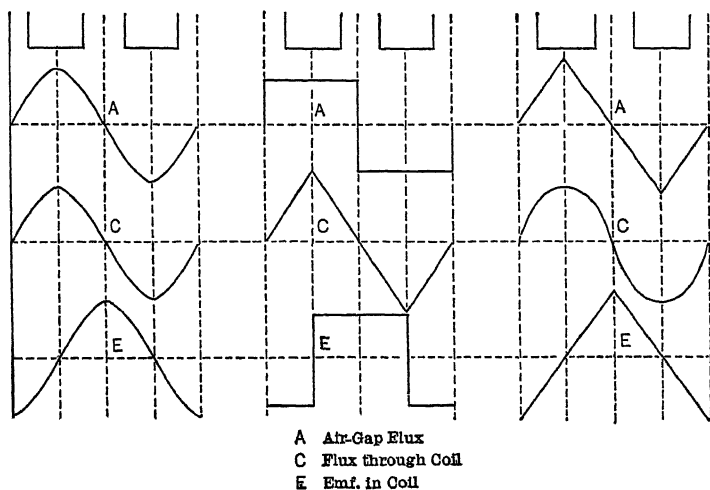 A A A
C C C
E E E
A Air-Gap Flux
C Flux through Coil
E Emf. in Coil